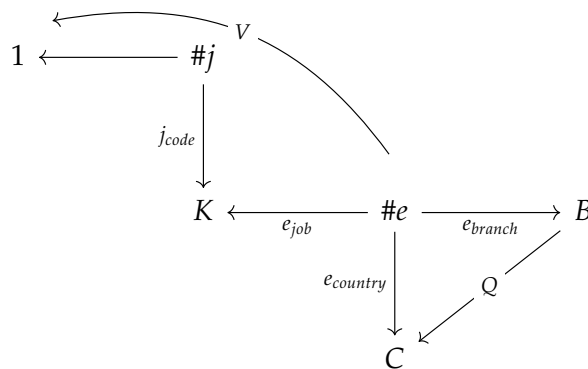 V
1 #j
j_code
K #e B
e_job e_branch
e_country
Q
C